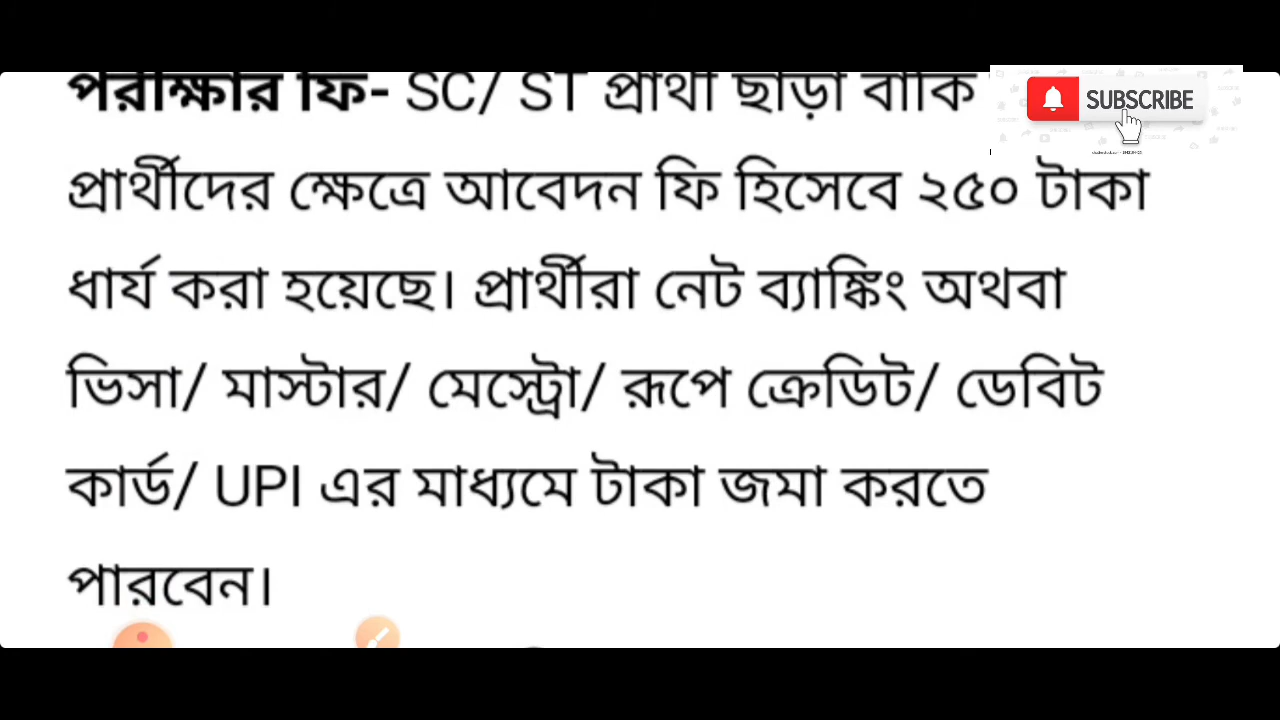 পরীক্ষার ফি- SC/ ST প্রার্থী ছাড়া বাকি
SUBSCRIBE
প্রার্থীদের ক্ষেত্রে আবেদন ফি হিসেবে ২৫০ টাকা
ধার্য করা হয়েছে। প্রার্থীরা নেট ব্যাঙ্কিং অথবা
ভিসা/ মাস্টার/ মেস্ট্রো/ রূপে ক্রেডিট/ ডেবিট
কার্ড/ UPI এর মাধ্যমে টাকা জমা করতে
পারবেন।